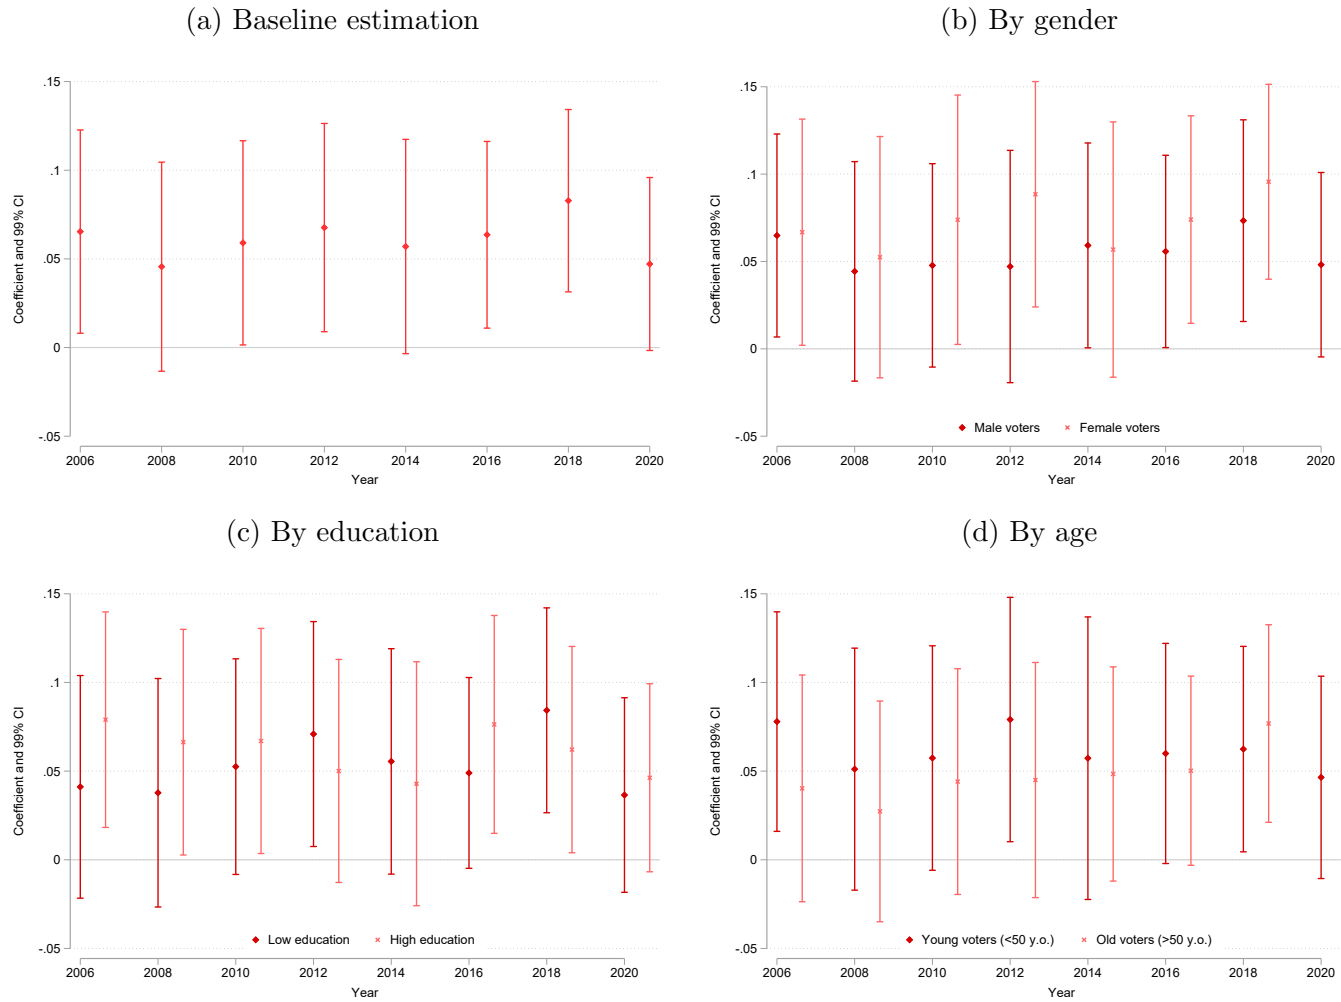 (a) Baseline estimation
.15
.1
.05
0
-.05
Coefficient and 99% CI
2006 2008 2010 2012 2014 2016 2018 2020
Year
(b) By gender
.15
.1
.05
0
-.05
Coefficient and 99% CI
Male voters Female voters
2006 2008 2010 2012 2014 2016 2018 2020
Year
(c) By education
.15
.1
.05
0
-.05
Coefficient and 99% CI
Low education High education
2006 2008 2010 2012 2014 2016 2018 2020
Year
(d) By age
.15
.1
.05
0
-.05
Coefficient and 99% CI
Young voters (<50 y.o.) Old voters (>50 y.o.)
2006 2008 2010 2012 2014 2016 2018 2020
Year